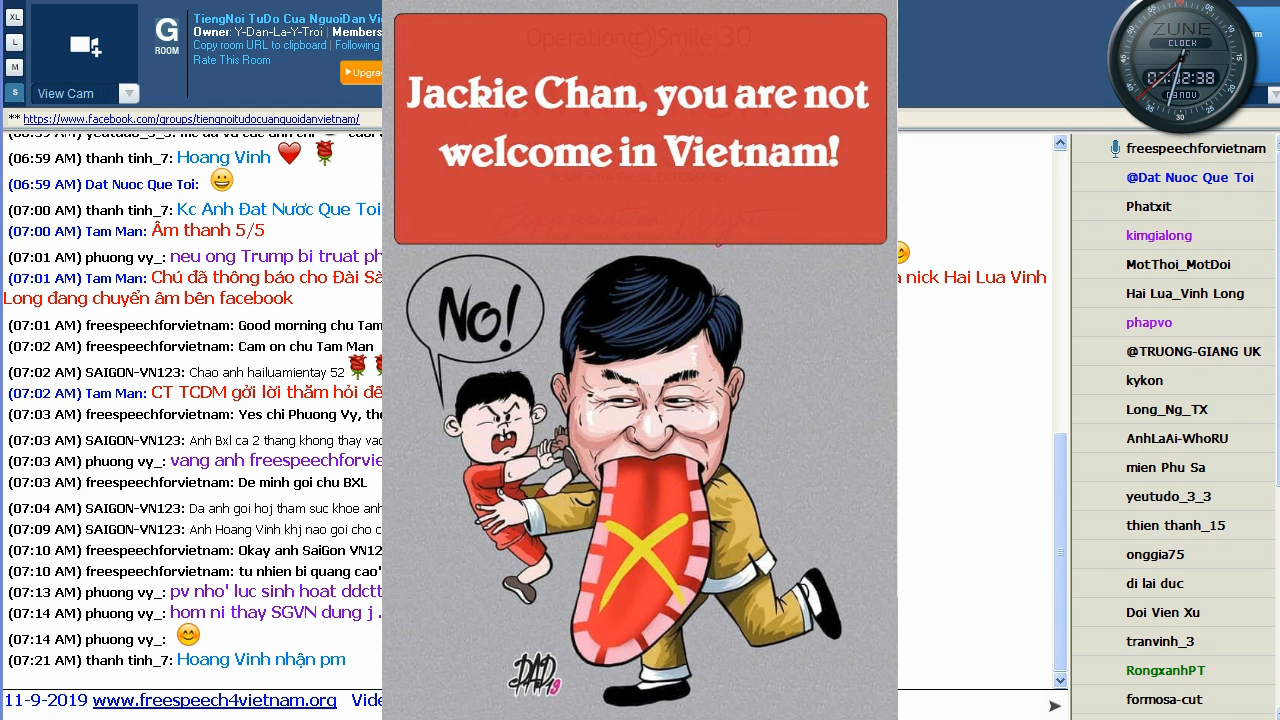 XL
L
M
S
View Cam
G
ROOM
TiengNoi TuDo Cua NguoiDan Vi
Owner: Y-Dan-La-Y-Troi | Members
Copy room URL to clipboard | Following
Rate This Room
Upgra
** https://www.facebook.com/groups/tiengnoitudocuanguoidanvietnam/
(06:59 AM) thanh tinh_7: Hoang Vinh
(06:59 AM) Dat Nuoc Que Toi:
(07:00 AM) thanh tinh_7: Kc Anh Đat Nước Que Toi
(07:00 AM) Tam Man: Âm thanh 5/5
(07:01 AM) phuong vy_: neu ong Trump bi truat ph
(07:01 AM) Tam Man: Chú đã thông báo cho Đài Sà
a nick Hai Lua Vinh
Long đang chuyển âm bên facebook
(07:01 AM) freespeechforvietnam: Good morning chu Tam
(07:02 AM) freespeechforvietnam: Cam on chu Tam Man
(07:02 AM) SAIGON-VN123: Chao anh hailuamientay 52
(07:02 AM) Tam Man: CT TCDM gởi lời thăm hỏi đế
(07:03 AM) freespeechforvietnam: Yes chi Phuong Vy, the
(07:03 AM) SAIGON-VN123: Anh Bxl ca 2 thang khong thay vao
(07:03 AM) phuong vy_: vang anh freespeechforvie
(07:03 AM) freespeechforvietnam: De minh goi chu BXL
(07:04 AM) SAIGON-VN123: Da anh goi hoj tham suc khoe anh
(07:09 AM) SAIGON-VN123: Anh Hoang Vinh khj nao goi cho c
(07:10 AM) freespeechforvietnam: Okay anh SaiGon VN12
(07:10 AM) freespeechforvietnam: tu nhien bi quang cao'
(07:13 AM) phuong vy_: pv nho' luc sinh hoat ddctt
(07:14 AM) phuong vy_: hom ni thay SGVN dung j .
(07:14 AM) phuong vy_:
(07:21 AM) thanh tinh_7: Hoang Vinh nhận pm
11-9-2019 www.freespeech4vietnam.org Vide
Operation Smile 30
Jackie Chan, you are not
welcome in Vietnam!
Appreciation Night
No!
DAD19
ZUNE
CLOCK
freespeechforvietnam
@Dat Nuoc Que Toi
Phatxit
kimgialong
MotThoi_MotDoi
Hai Lua_Vinh Long
phapvo
@TRUONG-GIANG UK
kykon
Long_Ng_TX
AnhLaAi-WhoRU
mien Phu Sa
yeutudo_3_3
thien thanh_15
onggia75
di lai duc
Doi Vien Xu
tranvinh_3
RongxanhPT
formosa-cut